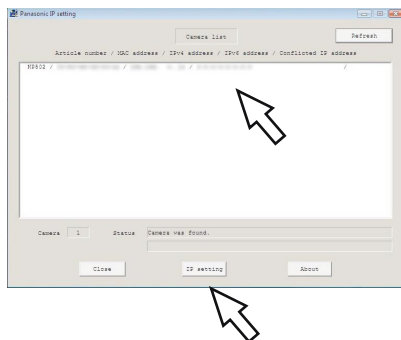 Panasonic IP setting
Camera list
Refresh
Article number / MAC address / IPv4 address / IPv6 address / Conflicted IP address
NP502 / / / /
Camera 1 Status Camera was found.
Close IP setting About